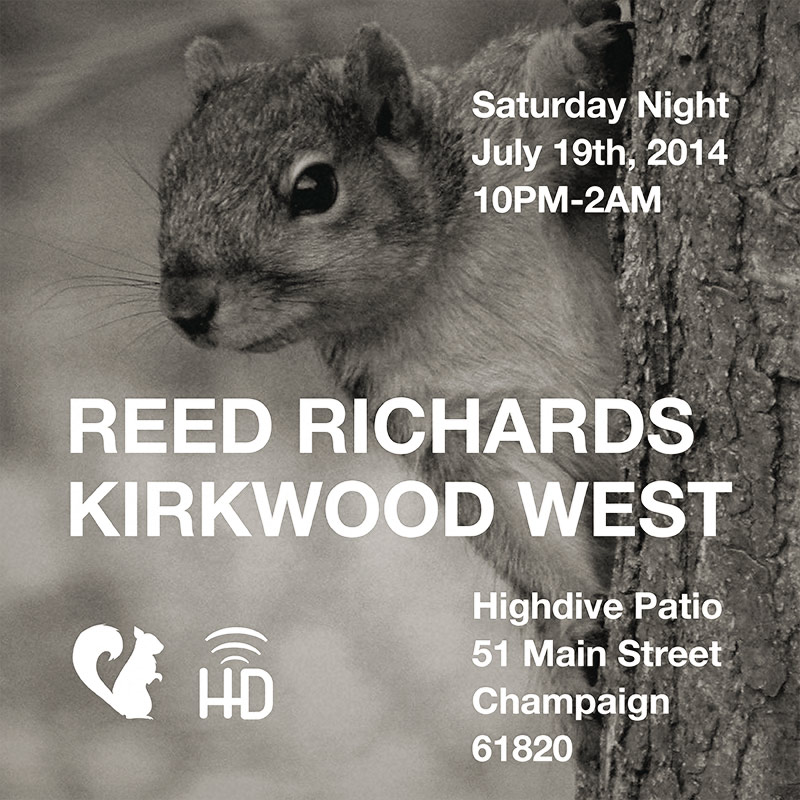 Saturday Night
July 19th, 2014
10PM-2AM
REED RICHARDS
KIRKWOOD WEST
Highdive Patio
51 Main Street
Champaign
61820
HD